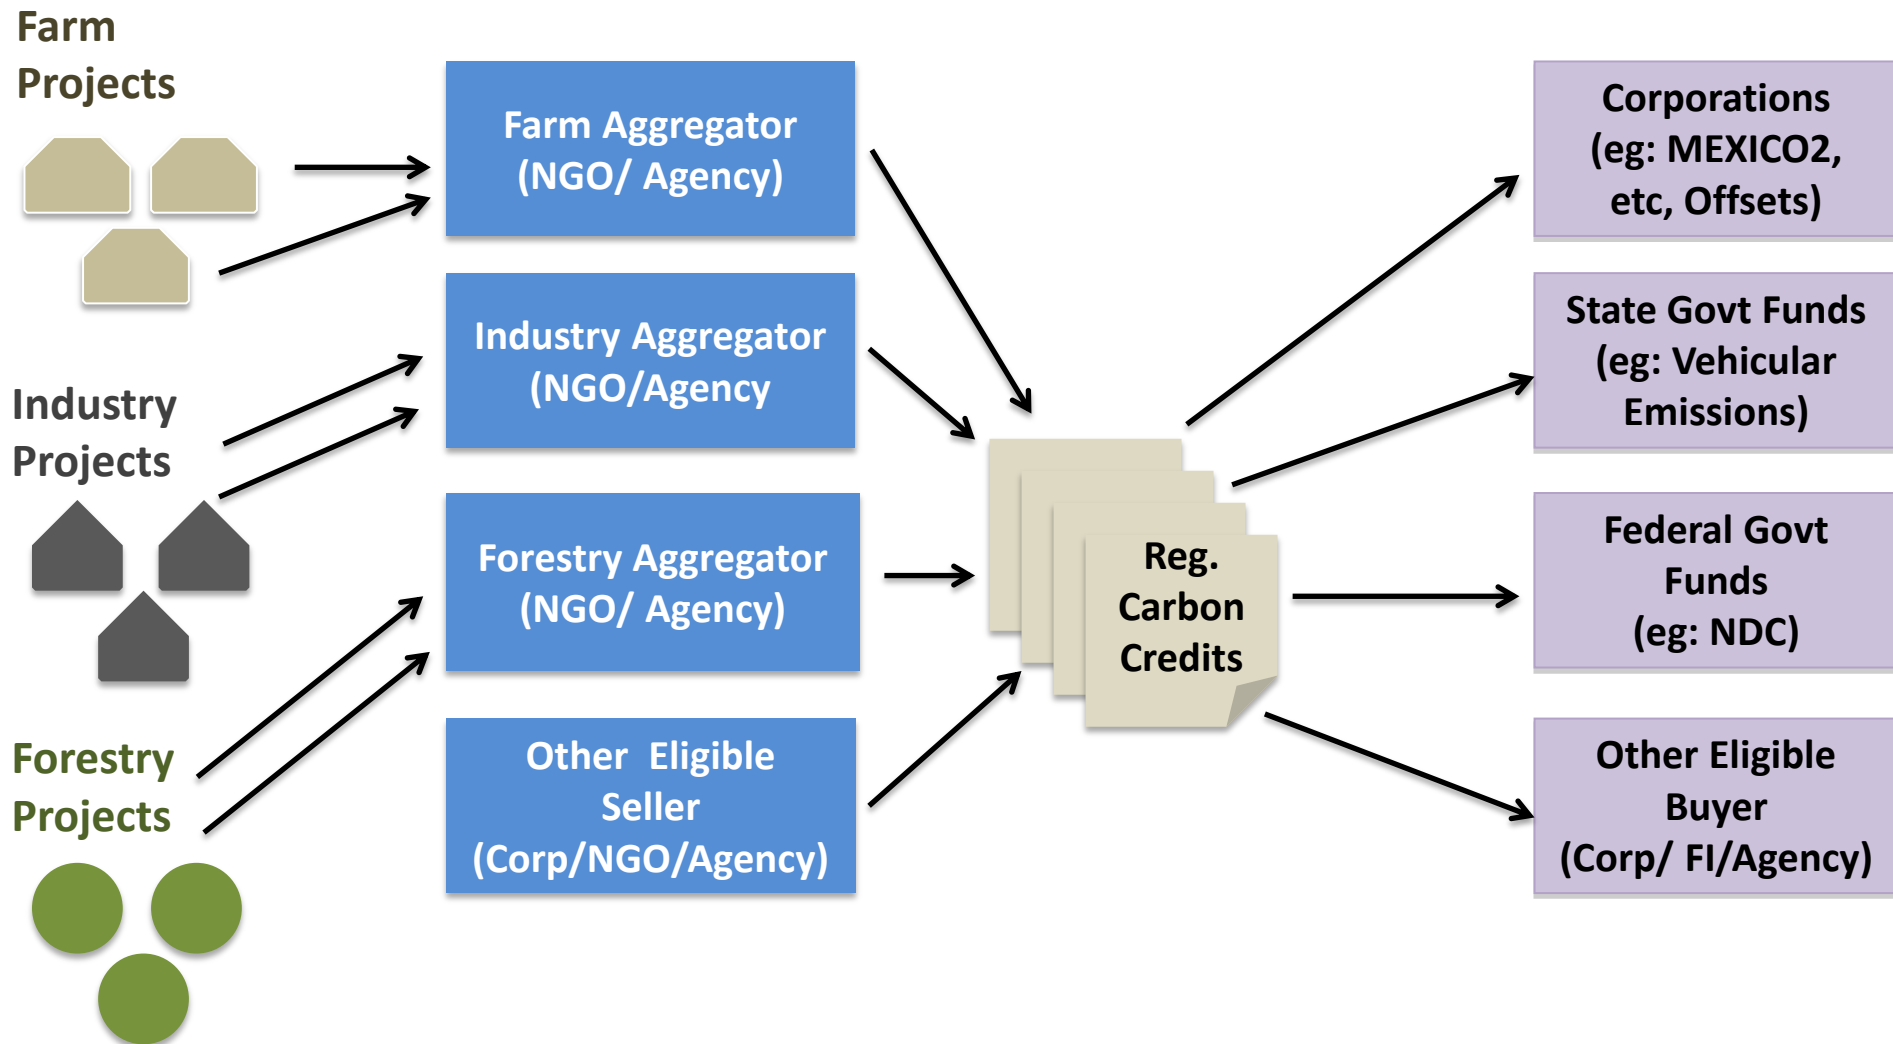 Farm
Projects
Industry
Projects
Forestry
Projects
Farm Aggregator
(NGO/ Agency)
Industry Aggregator
(NGO/Agency
Forestry Aggregator
(NGO/ Agency)
Other  Eligible
Seller
(Corp/NGO/Agency)
Reg.
Carbon
Credits
Corporations
(eg: MEXICO2,
etc, Offsets)
State Govt Funds
(eg: Vehicular
Emissions)
Federal Govt
Funds
(eg: NDC)
Other Eligible
Buyer
(Corp/ FI/Agency)